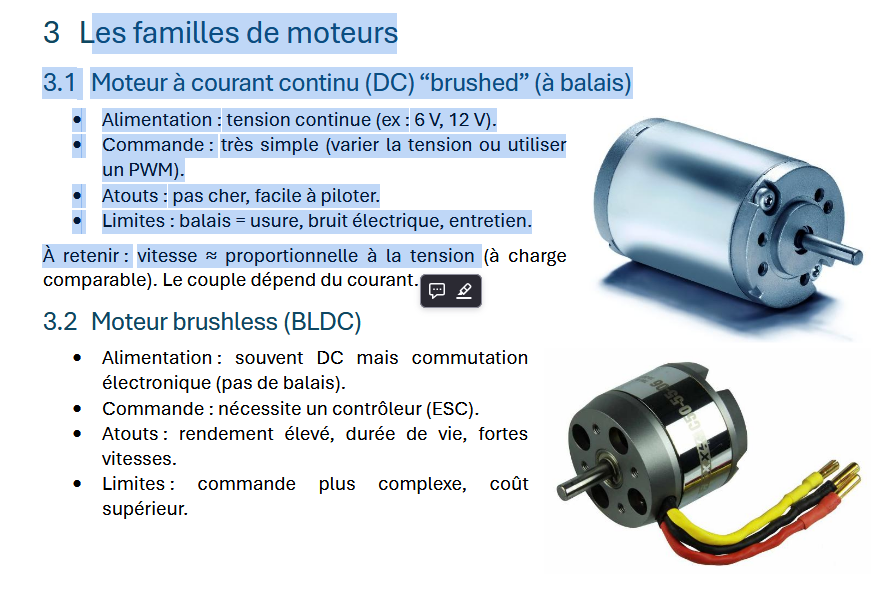 3 Les familles de moteurs
3.1 Moteur à courant continu (DC) “brushed” (à balais)
• Alimentation : tension continue (ex : 6 V, 12 V).
• Commande : très simple (varier la tension ou utiliser
un PWM).
• Atouts : pas cher, facile à piloter.
• Limites : balais = usure, bruit électrique, entretien.
À retenir : vitesse ≈ proportionnelle à la tension (à charge
comparable). Le couple dépend du courant.
3.2 Moteur brushless (BLDC)
• Alimentation : souvent DC mais commutation
électronique (pas de balais).
• Commande : nécessite un contrôleur (ESC).
• Atouts : rendement élevé, durée de vie, fortes
vitesses.
• Limites : commande plus complexe, coût
supérieur.